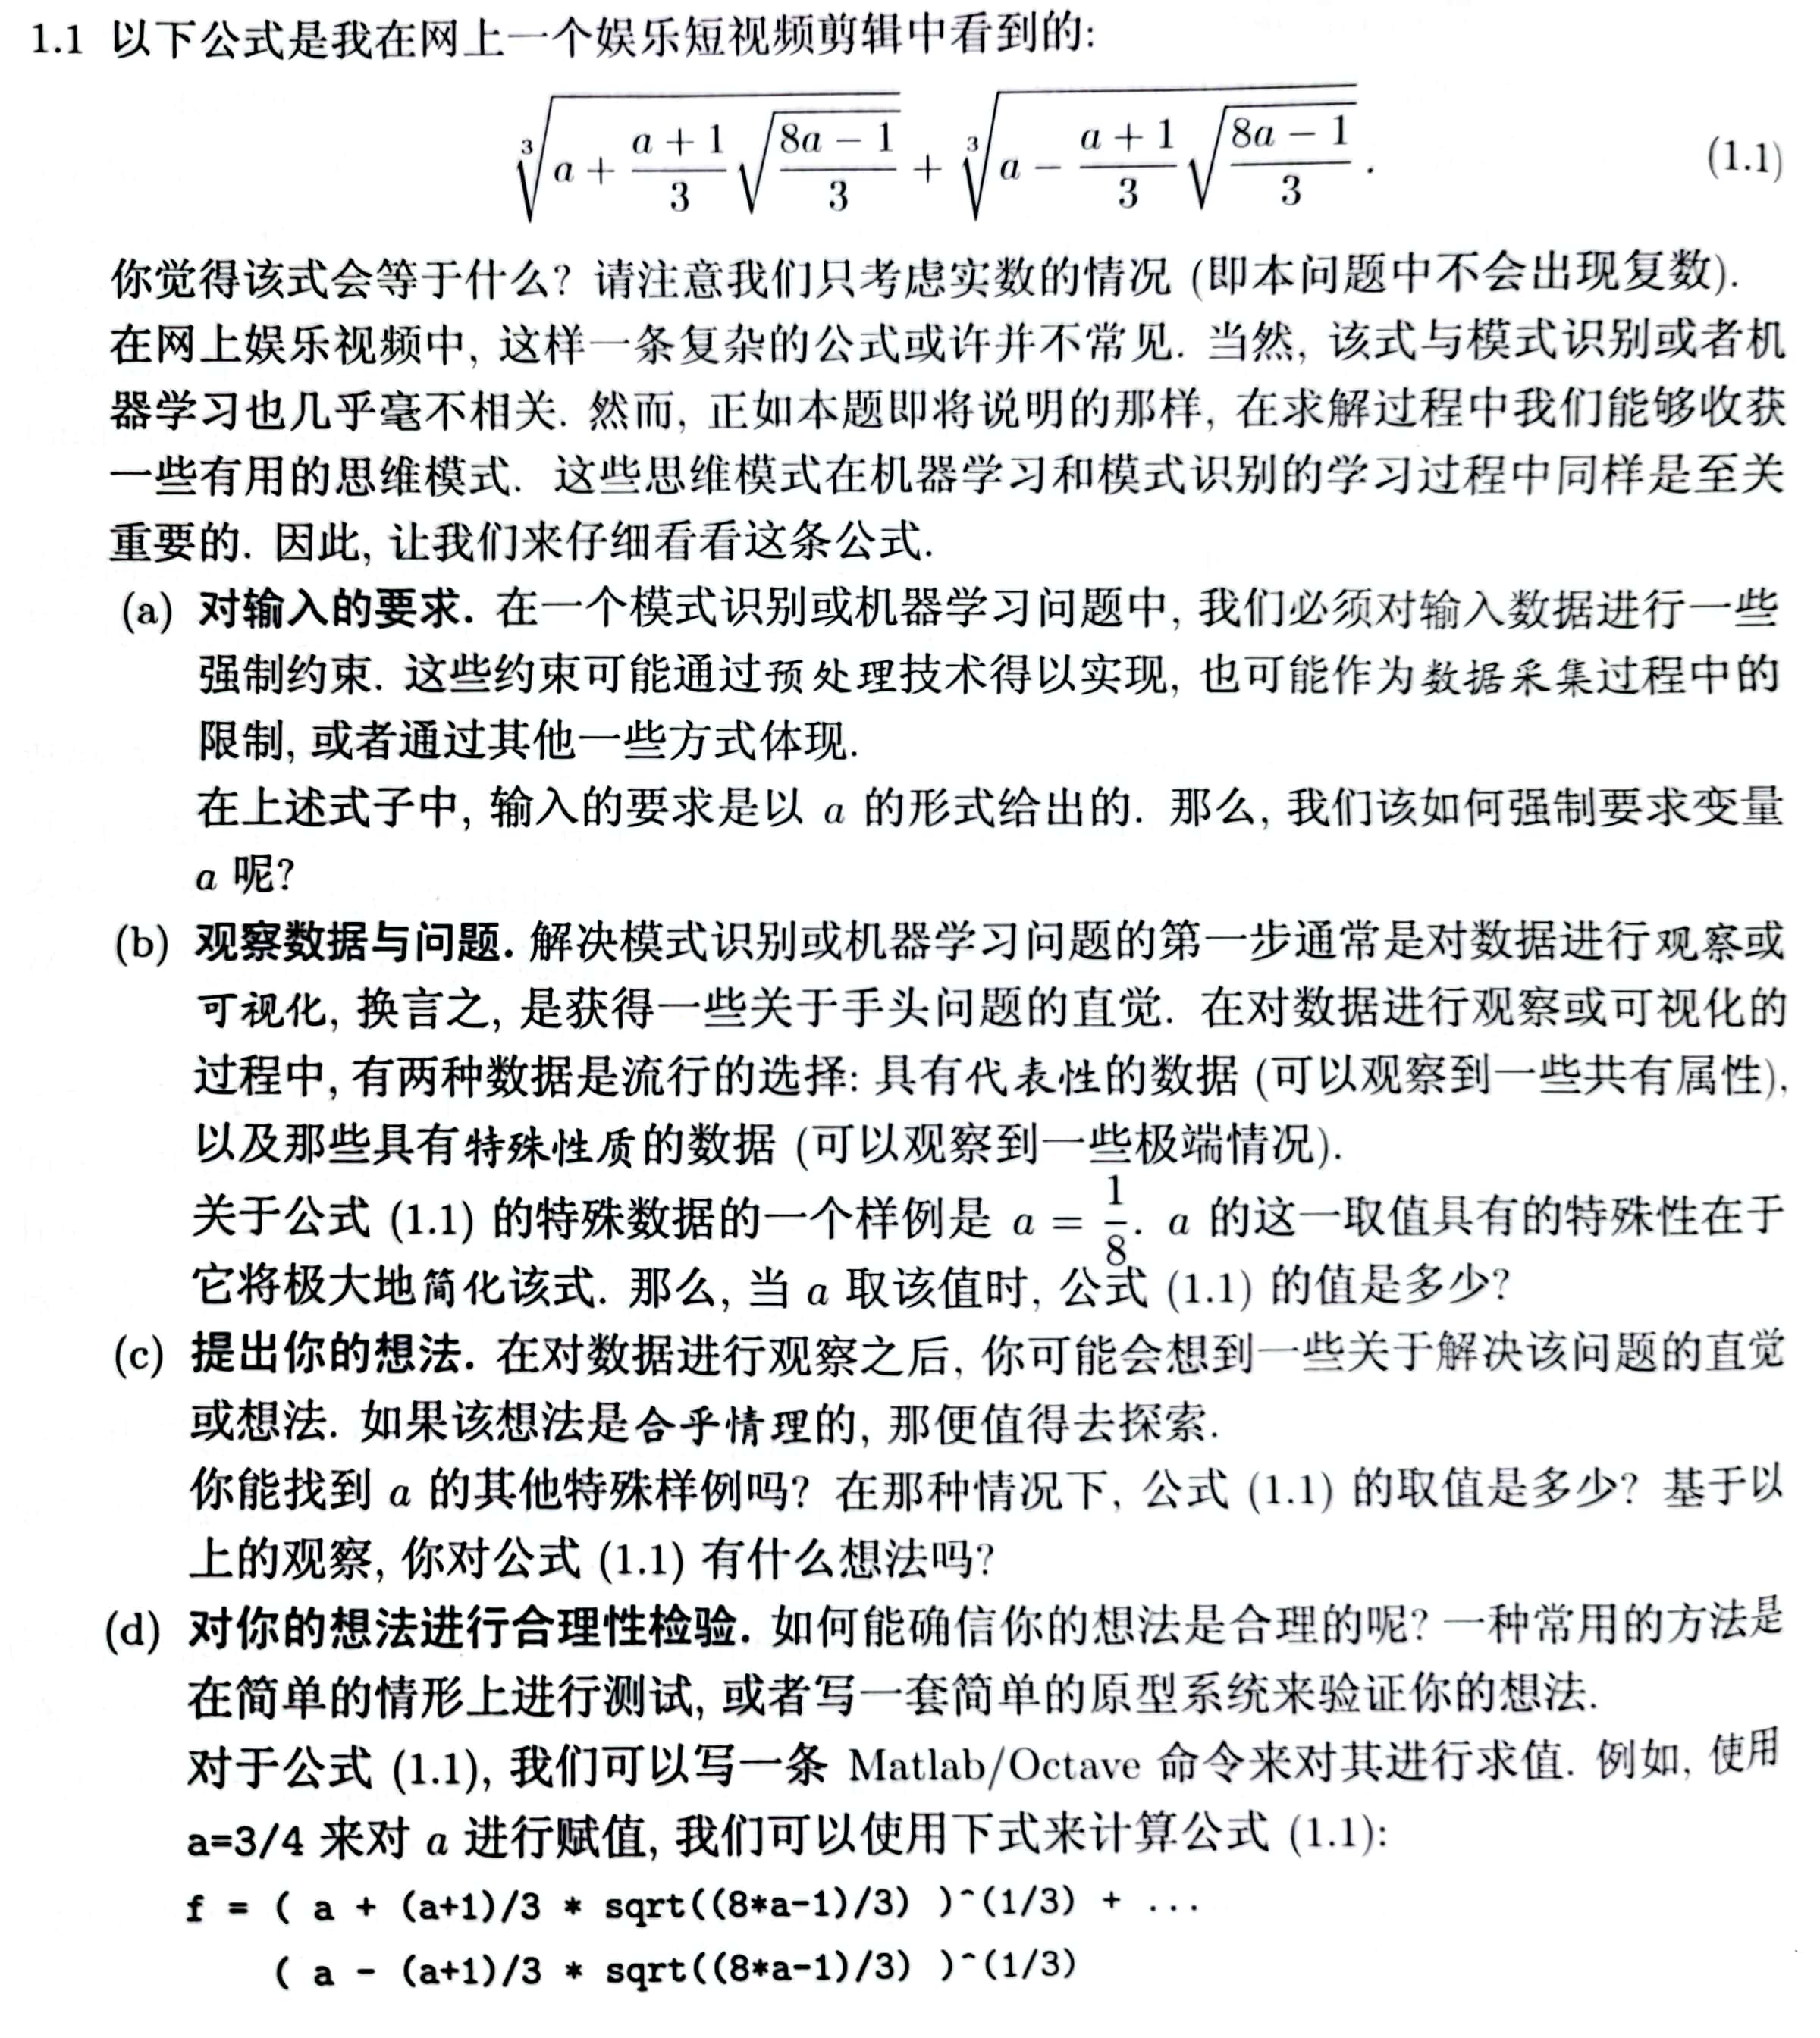 1.1 以下公式是我在网上一个娱乐短视频剪辑中看到的:
\sqrt[3]{a + \frac{a+1}{3}\sqrt{\frac{8a-1}{3}}} + \sqrt[3]{a - \frac{a+1}{3}\sqrt{\frac{8a-1}{3}}}. (1.1)
你觉得该式会等于什么? 请注意我们只考虑实数的情况 (即本问题中不会出现复数).
在网上娱乐视频中, 这样一条复杂的公式或许并不常见. 当然, 该式与模式识别或者机
器学习也几乎毫不相关. 然而, 正如本题即将说明的那样, 在求解过程中我们能够收获
一些有用的思维模式. 这些思维模式在机器学习和模式识别的学习过程中同样是至关
重要的. 因此, 让我们来仔细看看这条公式.
(a) 对输入的要求. 在一个模式识别或机器学习问题中, 我们必须对输入数据进行一些
强制约束. 这些约束可能通过预处理技术得以实现, 也可能作为数据采集过程中的
限制, 或者通过其他一些方式体现.
在上述式子中, 输入的要求是以 a 的形式给出的. 那么, 我们该如何强制要求变量
a 呢?
(b) 观察数据与问题. 解决模式识别或机器学习问题的第一步通常是对数据进行观察或
可视化, 换言之, 是获得一些关于手头问题的直觉. 在对数据进行观察或可视化的
过程中, 有两种数据是流行的选择: 具有代表性的数据 (可以观察到一些共有属性),
以及那些具有特殊性质的数据 (可以观察到一些极端情况).
关于公式 (1.1) 的特殊数据的一个样例是 a = \frac{1}{8}. a 的这一取值具有的特殊性在于
它将极大地简化该式. 那么, 当 a 取该值时, 公式 (1.1) 的值是多少?
(c) 提出你的想法. 在对数据进行观察之后, 你可能会想到一些关于解决该问题的直觉
或想法. 如果该想法是合乎情理的, 那便值得去探索.
你能找到 a 的其他特殊样例吗? 在那种情况下, 公式 (1.1) 的取值是多少? 基于以
上的观察, 你对公式 (1.1) 有什么想法吗?
(d) 对你的想法进行合理性检验. 如何能确信你的想法是合理的呢? 一种常用的方法是
在简单的情形上进行测试, 或者写一套简单的原型系统来验证你的想法.
对于公式 (1.1), 我们可以写一条 Matlab/Octave 命令来对其进行求值. 例如, 使用
a=3/4 来对 a 进行赋值, 我们可以使用下式来计算公式 (1.1):
f = ( a + (a+1)/3 * sqrt((8*a-1)/3) )^(1/3) + ...
( a - (a+1)/3 * sqrt((8*a-1)/3) )^(1/3)